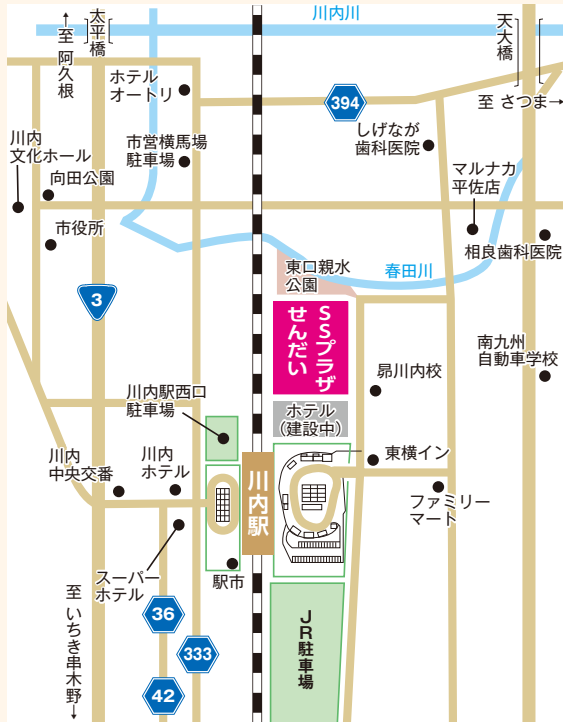 川内川
←至 阿久根
太平橋
天大橋
ホテル
オートリ
394
至 さつま→
しげなが
歯科医院
川内
文化ホール
市営横馬場
駐車場
向田公園
マルナカ
平佐店
市役所
相良歯科医院
東口親水
公園
春田川
3
SSプラザ
せんだい
南九州
自動車学校
昴川内校
川内駅西口
駐車場
ホテル
(建設中)
川内
中央交番
川内
ホテル
川内駅
東横イン
ファミリー
マート
スーパー
ホテル
駅市
至 いちき串木野→
36
333
42
JR駐車場